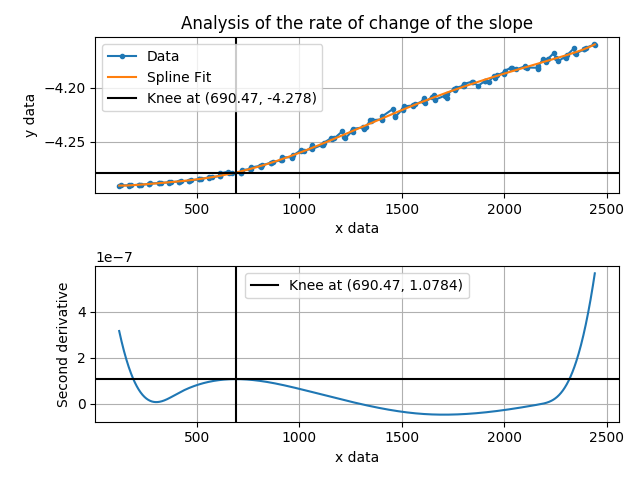 Analysis of the rate of change of the slope
Data
Spline Fit
Knee at (690.47, -4.278)
y data
−4.20
−4.25
500
1000
1500
2000
2500
x data
1e−7
Knee at (690.47, 1.0784)
Second derivative
4
2
0
500
1000
1500
2000
2500
x data